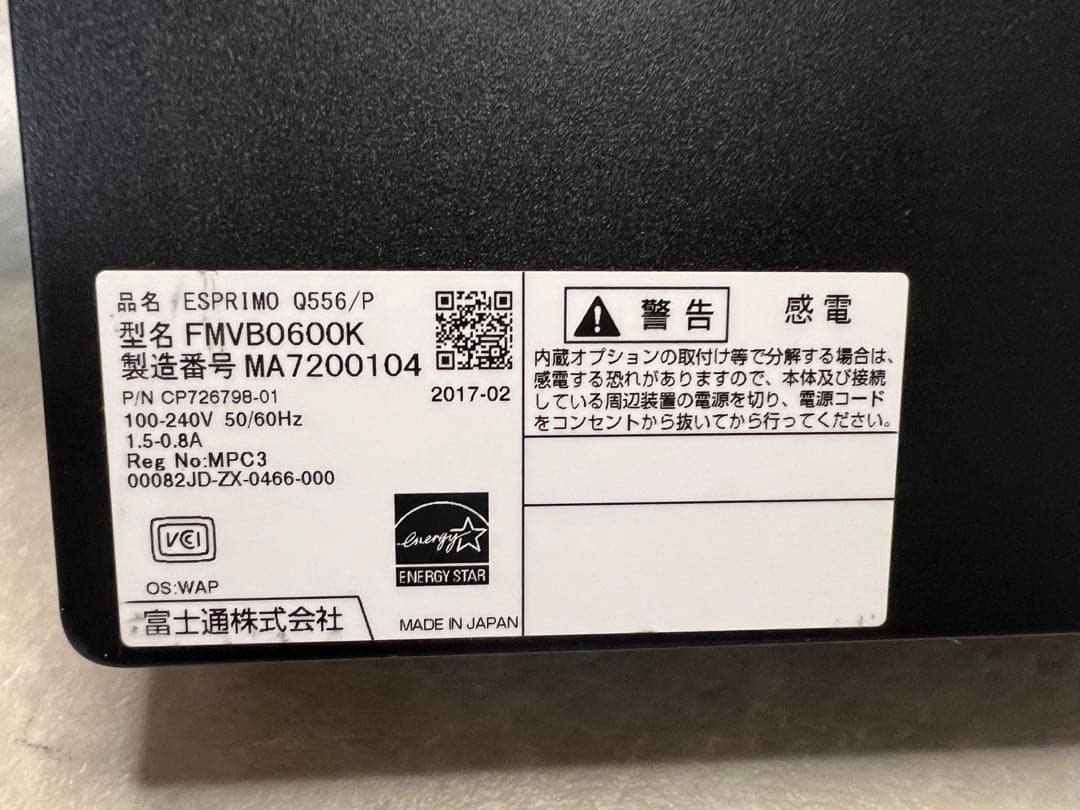 品名 ESPRIMO Q556/P
型名 FMVB0600K
製造番号 MA7200104
P/N CP726798-01
2017-02
100-240V 50/60Hz
1.5-0.8A
Reg No:MPC3
00082JD-ZX-0466-000
VCCI
energy
ENERGY STAR
OS:WAP
富士通株式会社
MADE IN JAPAN
警告 感電
内蔵オプションの取付け等で分解する場合は、
感電する恐れがありますので、本体及び接続
している周辺装置の電源を切り、電源コード
をコンセントから抜いてから行ってください。